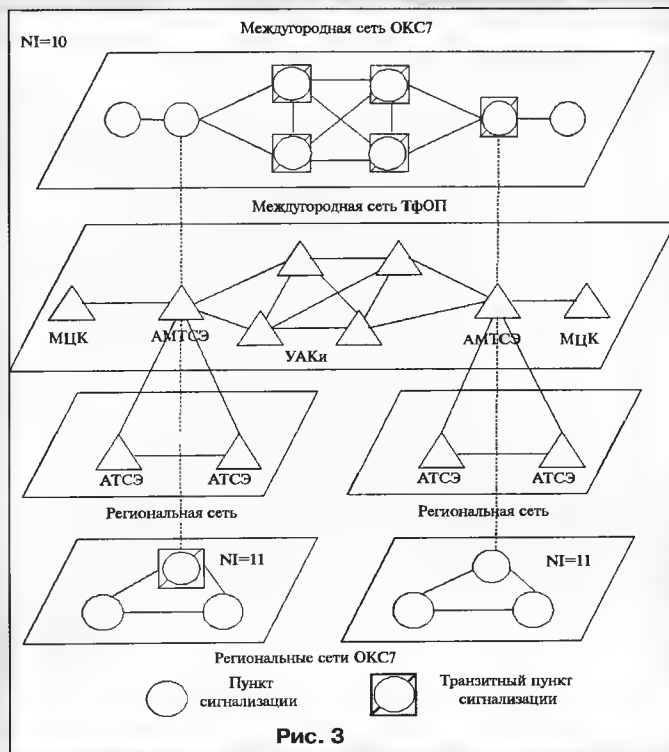 Междугородная сеть ОКС7
NI=10
Междугородная сеть ТфОП
МЦК
АМТСЭ
УАКи
АМТСЭ
МЦК
АТСЭ
АТСЭ
АТСЭ
АТСЭ
Региональная сеть
Региональная сеть
NI=11
NI=11
Региональные сети ОКС7
Пункт
сигнализации
Транзитный пункт
сигнализации
Рис. 3